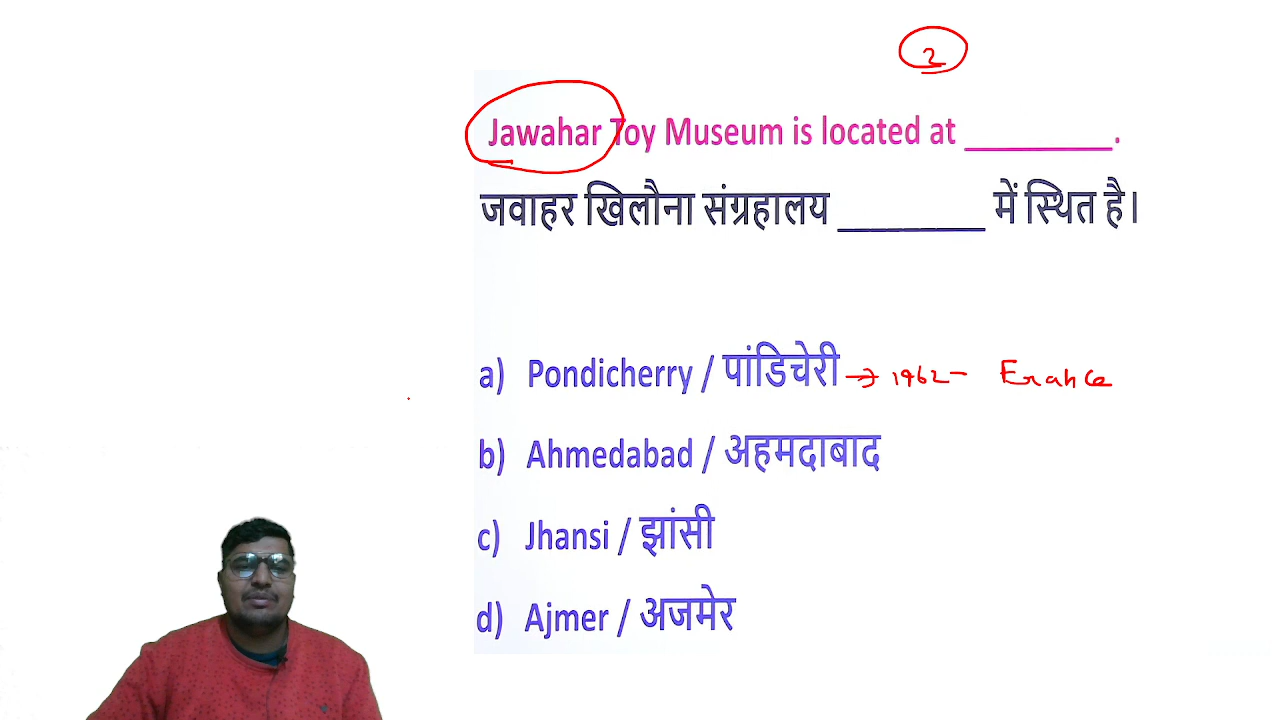 2
Jawahar Toy Museum is located at ________.
जवाहर खिलौना संग्रहालय ________ में स्थित है।
a) Pondicherry / पांडिचेरी → 1962 - France
b) Ahmedabad / अहमदाबाद
c) Jhansi / झांसी
d) Ajmer / अजमेर